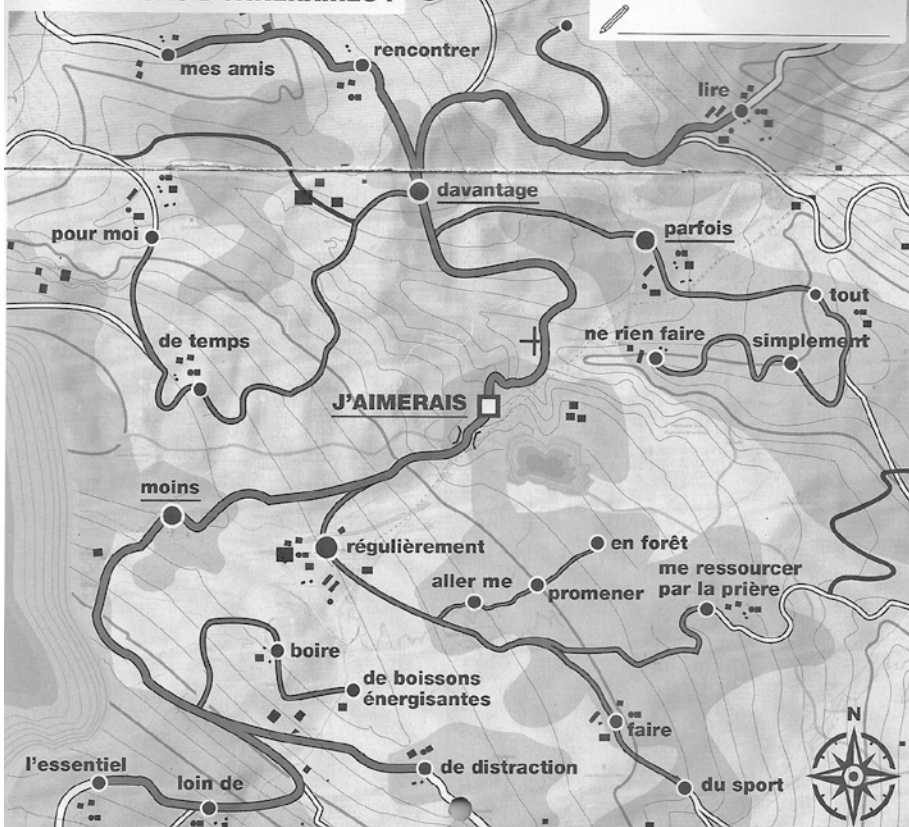 mes amis
rencontrer
lire
davantage
pour moi
parfois
tout
ne rien faire
simplement
de temps
J'AIMERAIS
moins
régulièrement
en forêt
aller me
promener
me ressourcer
par la prière
boire
de boissons
énergisantes
faire
N
l'essentiel
loin de
de distraction
du sport